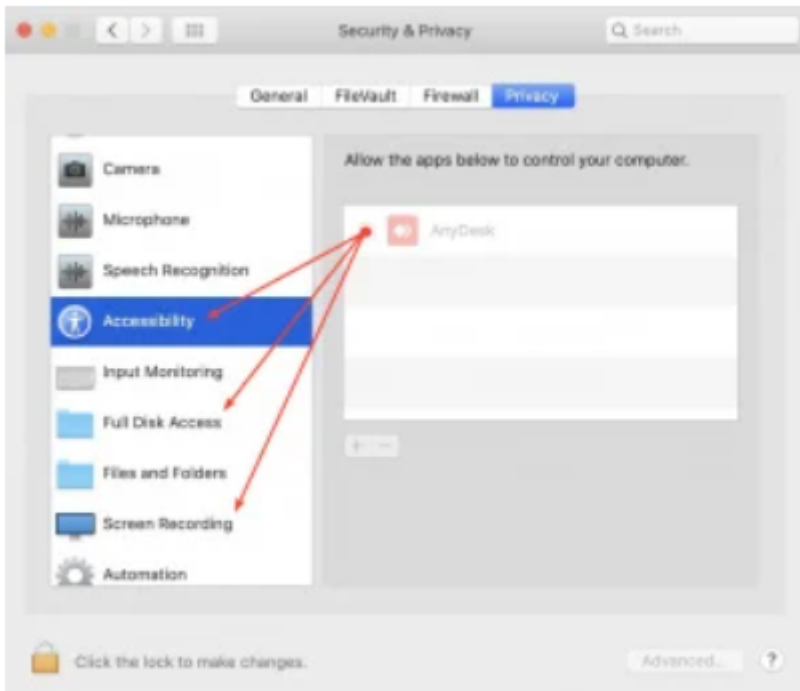 Security & Privacy
Search
General FileVault Firewall Privacy
Camera
Microphone
Speech Recognition
Accessibility
Input Monitoring
Full Disk Access
Files and Folders
Screen Recording
Automation
Allow the apps below to control your computer.
AnyDesk
+ −
Click the lock to make changes.
Advanced...
?